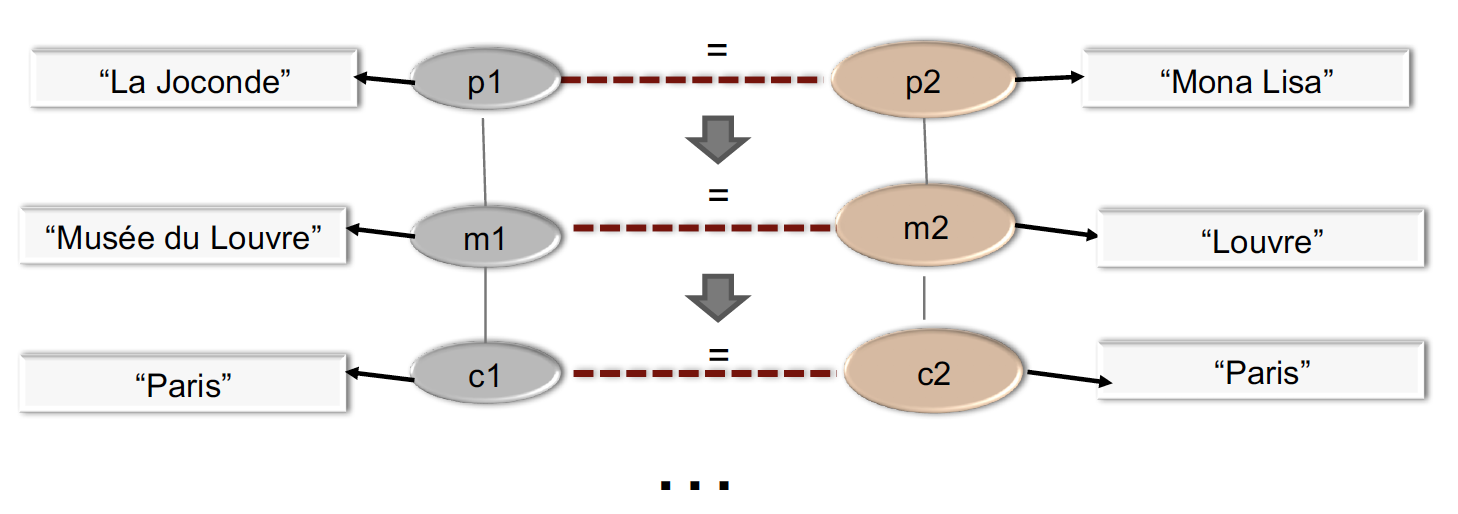 =
“La Joconde” p1 p2 “Mona Lisa”
=
“Musée du Louvre” m1 m2 “Louvre”
=
“Paris” c1 c2 “Paris”
...